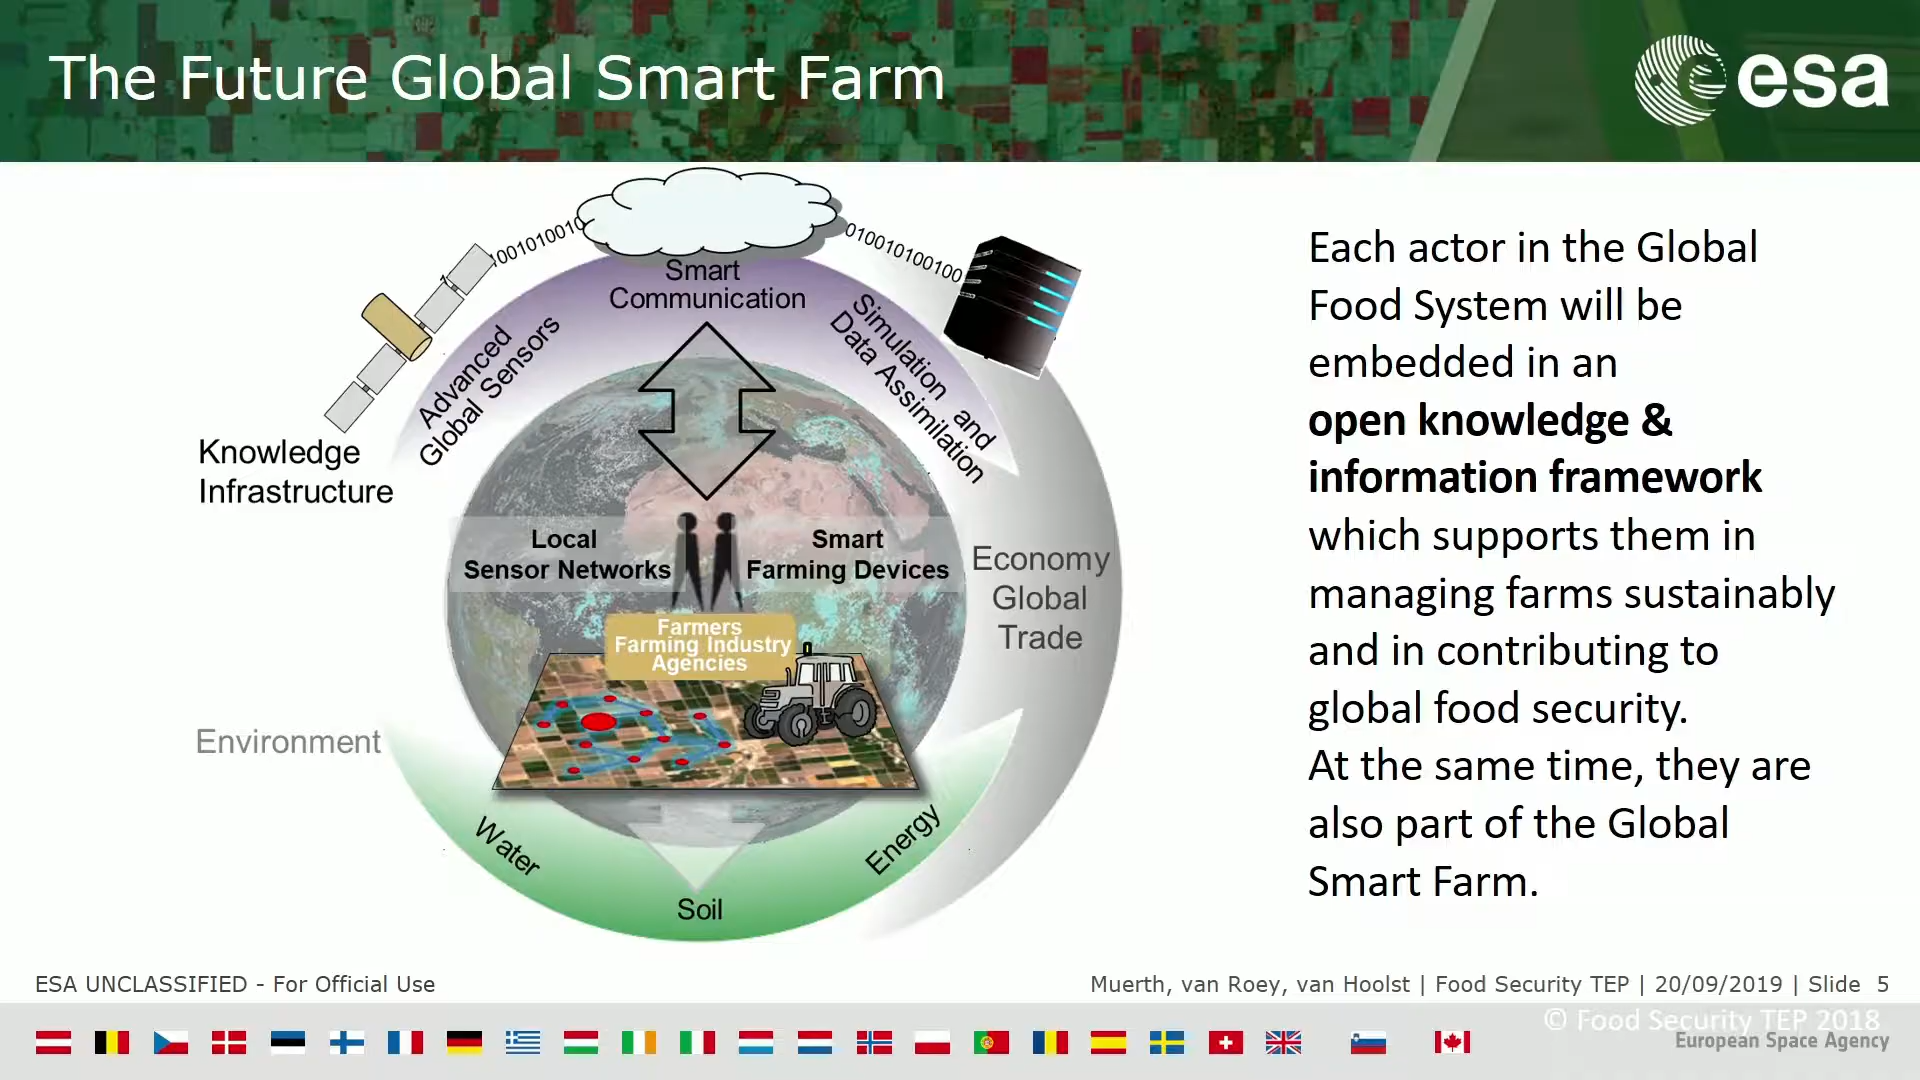 The Future Global Smart Farm
esa
001010010
010010100100
Smart
Communication
Advanced
Global Sensors
Simulation and
Data Assimilation
Knowledge
Infrastructure
Local
Sensor Networks
Smart
Farming Devices
Economy
Global
Trade
Farmers
Farming Industry
Agencies
Environment
Water
Energy
Soil
Each actor in the Global
Food System will be
embedded in an
open knowledge &
information framework
which supports them in
managing farms sustainably
and in contributing to
global food security.
At the same time, they are
also part of the Global
Smart Farm.
ESA UNCLASSIFIED - For Official Use
Muerth, van Roey, van Hoolst | Food Security TEP | 20/09/2019 | Slide 5
© Food Security TEP 2018
European Space Agency